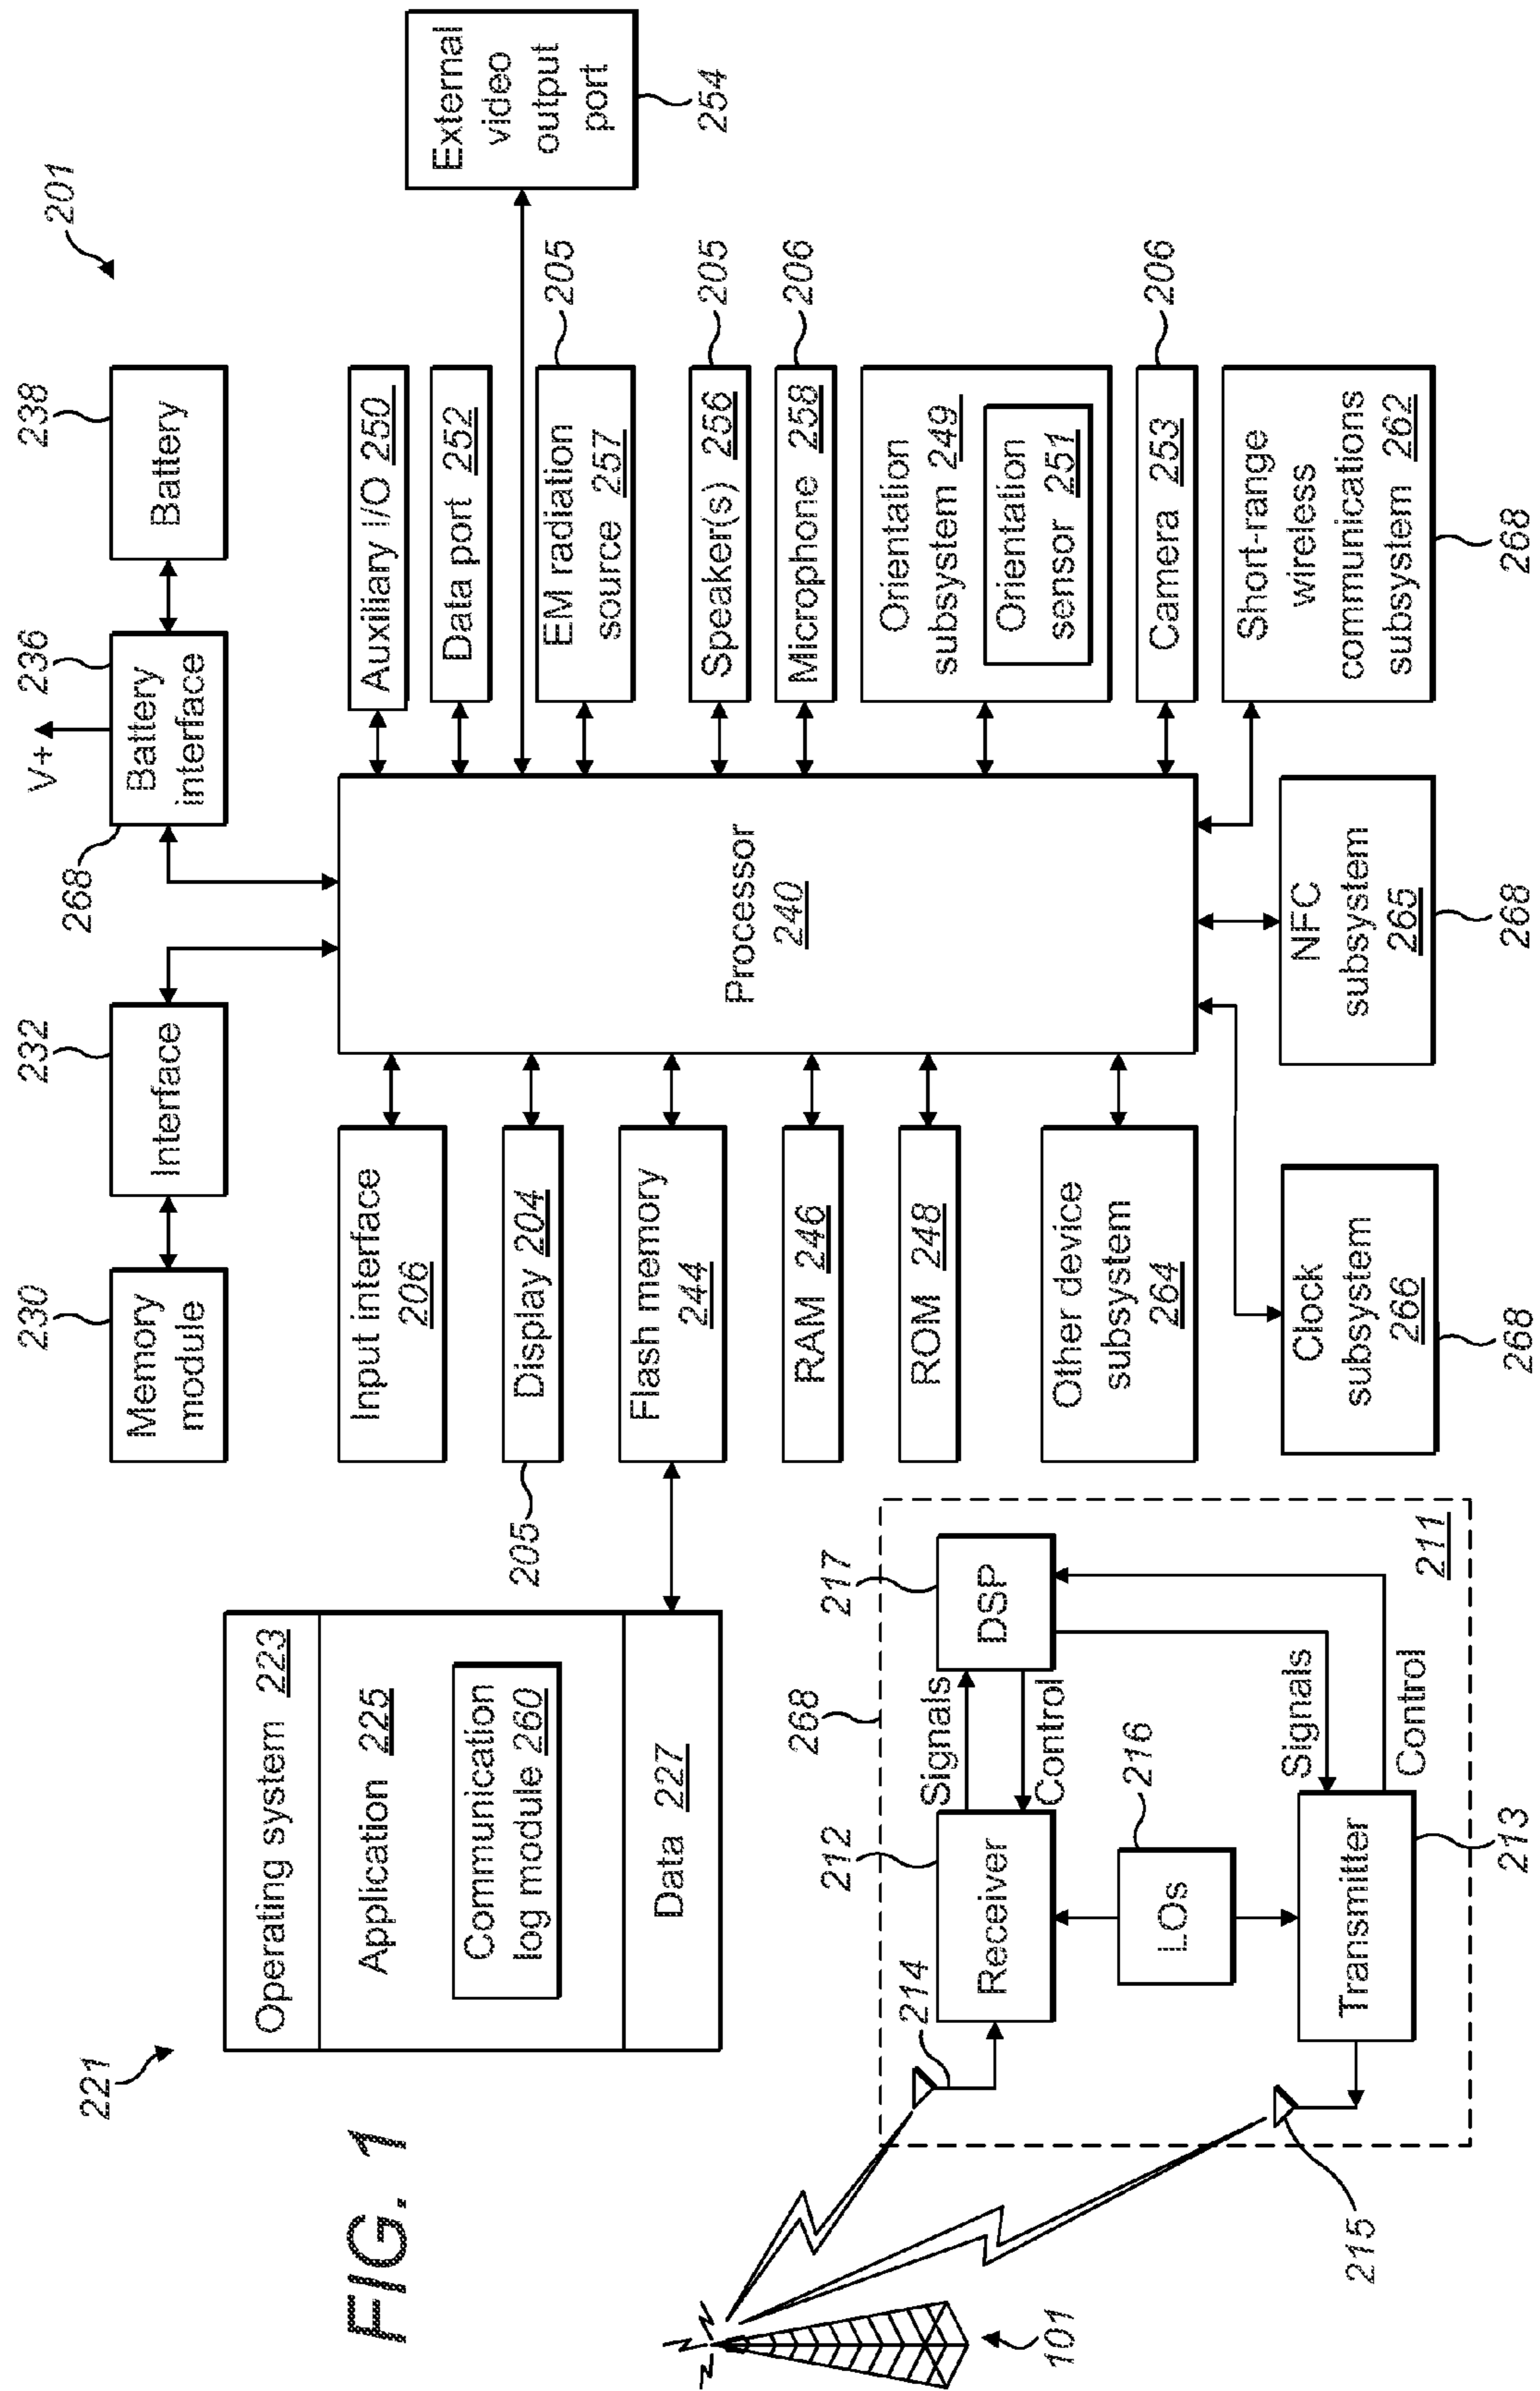 201
230
232
V+
236
238
Memory
module
Interface
268
Battery
interface
Battery
221
Operating system 223
Application 225
Communication
log module 260
Data 227
205
Input interface
206
Display 204
Flash memory
244
RAM 246
ROM 248
Other device
subsystem
264
Processor
240
Auxiliary I/O 250
Data port 252
External
video
output
port
254
EM radiation
source 257
205
Speaker(s) 256
205
Microphone 258
206
Orientation
subsystem 249
Orientation
sensor 251
Camera 253
206
Short-range
wireless
communications
subsystem 262
268
NFC
subsystem
265
268
Clock
subsystem
266
268
FIG. 1
101
214
212
268
217
Receiver
Signals
Control
DSP
216
LOs
Signals
Control
Transmitter
213
215
211